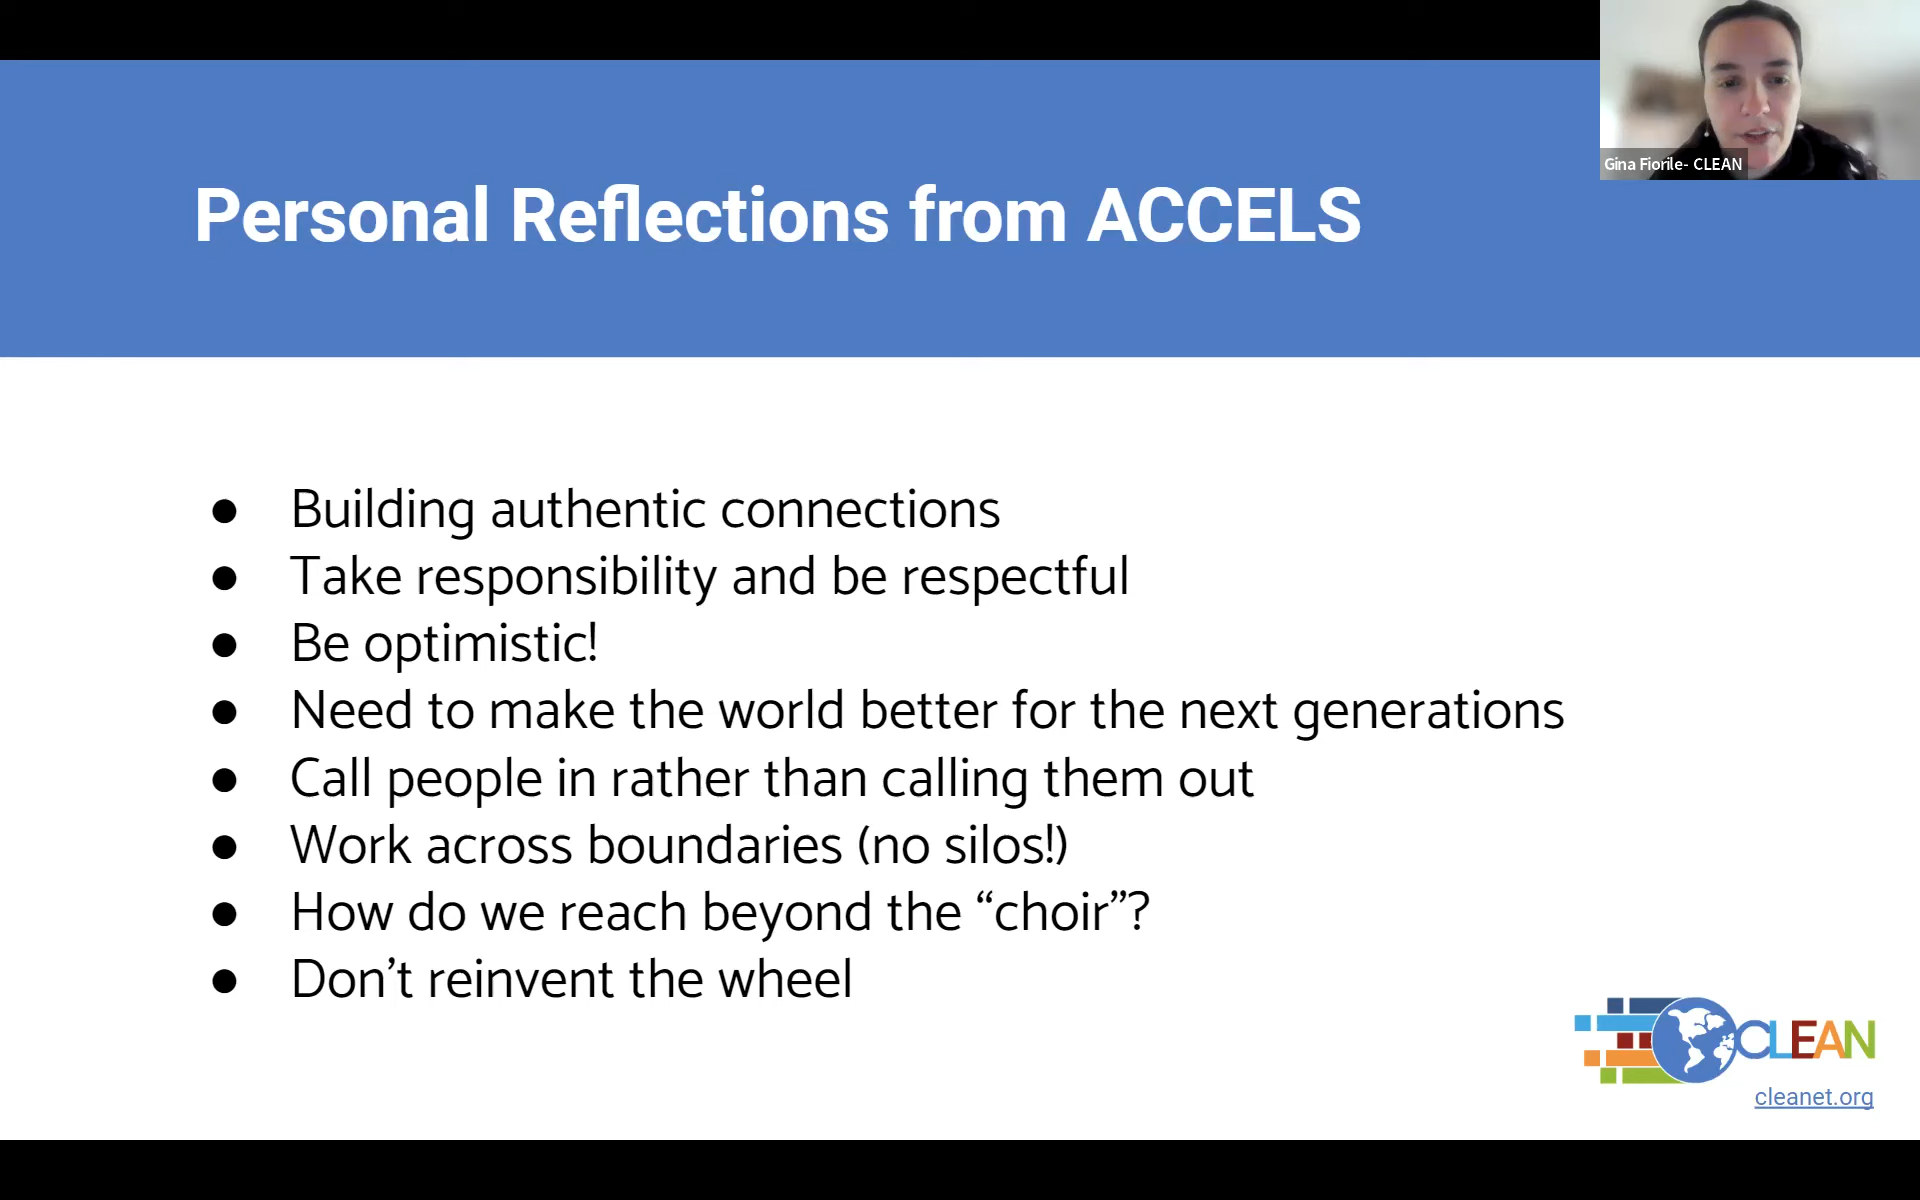 Gina Fiorile- CLEAN
Personal Reflections from ACCELS
● Building authentic connections
● Take responsibility and be respectful
● Be optimistic!
● Need to make the world better for the next generations
● Call people in rather than calling them out
● Work across boundaries (no silos!)
● How do we reach beyond the “choir”?
● Don’t reinvent the wheel
CLEAN
cleanet.org